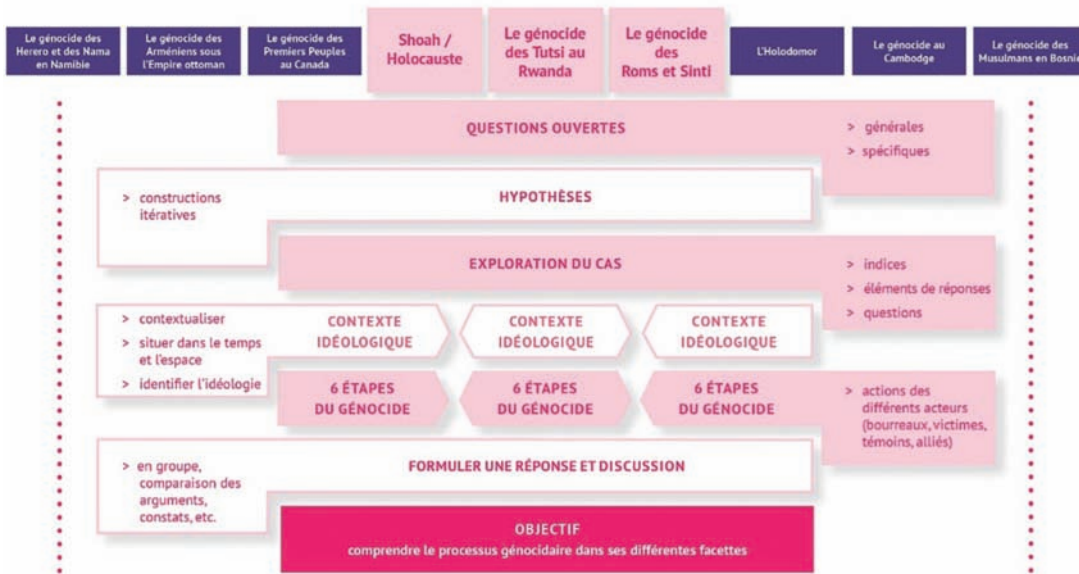 Le génocide des
Herero et des Nama
en Namibie
Le génocide des
Arméniens sous
l'Empire ottoman
Le génocide des
Premiers Peuples
au Canada
Shoah /
Holocauste
Le génocide
des Tutsi au
Rwanda
Le génocide
des
Roms et Sinti
L'Holodomor
Le génocide au
Cambodge
Le génocide des
Musulmans en Bosnie
QUESTIONS OUVERTES
> générales
> spécifiques
> constructions
itératives
HYPOTHÈSES
EXPLORATION DU CAS
> indices
> éléments de réponses
> questions
> contextualiser
> situer dans le temps
et l'espace
> identifier l'idéologie
CONTEXTE
IDÉOLOGIQUE
CONTEXTE
IDÉOLOGIQUE
CONTEXTE
IDÉOLOGIQUE
6 ÉTAPES
DU GÉNOCIDE
6 ÉTAPES
DU GÉNOCIDE
6 ÉTAPES
DU GÉNOCIDE
> actions des
différents acteurs
(bourreaux, victimes,
témoins, alliés)
> en groupe,
comparaison des
arguments,
constats, etc.
FORMULER UNE RÉPONSE ET DISCUSSION
OBJECTIF
comprendre le processus génocidaire dans ses différentes facettes